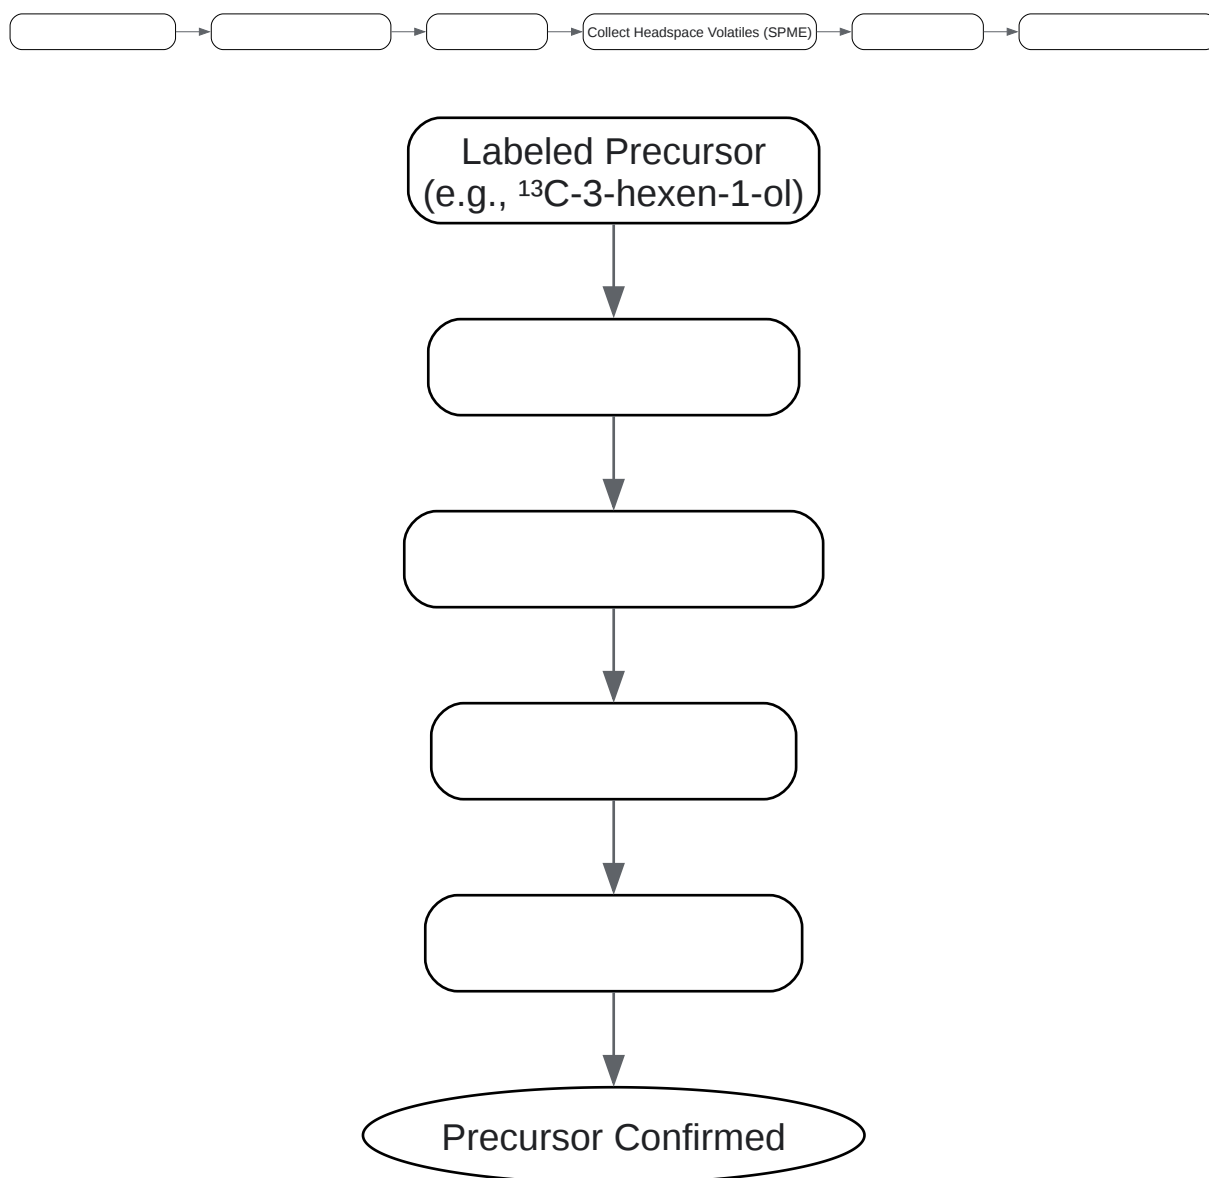 Collect Headspace Volatiles (SPME)
Labeled Precursor
(e.g., ¹³C-3-hexen-1-ol)
Precursor Confirmed